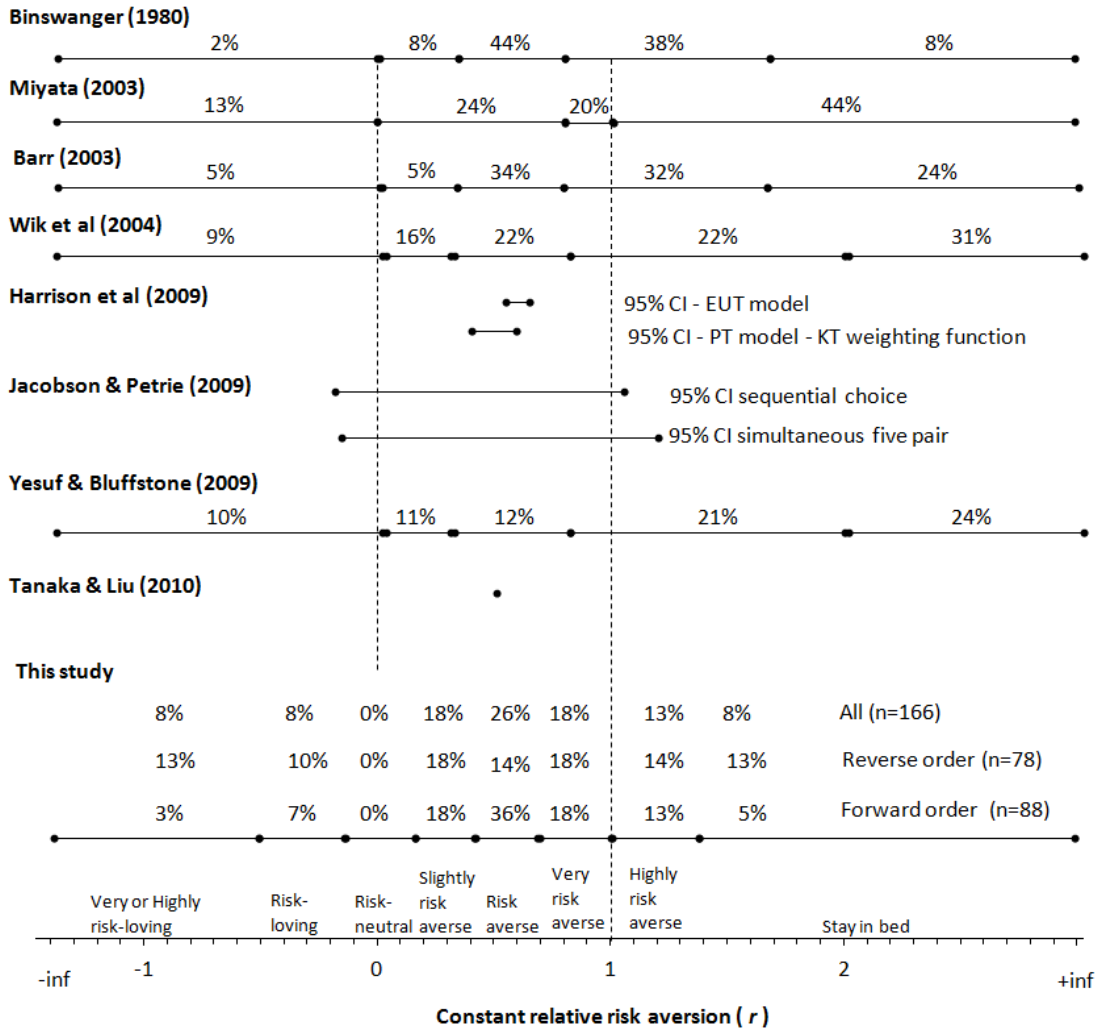 Binswanger (1980)
2% 8% 44% 38% 8%
Miyata (2003)
13% 24% 20% 44%
Barr (2003)
5% 5% 34% 32% 24%
Wik et al (2004)
9% 16% 22% 22% 31%
Harrison et al (2009)
95% CI - EUT model
95% CI - PT model - KT weighting function
Jacobson & Petrie (2009)
95% CI sequential choice
95% CI simultaneous five pair
Yesuf & Bluffstone (2009)
10% 11% 12% 21% 24%
Tanaka & Liu (2010)
This study
8% 8% 0% 18% 26% 18% 13% 8% All (n=166)
13% 10% 0% 18% 14% 18% 14% 13% Reverse order (n=78)
3% 7% 0% 18% 36% 18% 13% 5% Forward order (n=88)
Very or Highly
risk-loving
Risk-
loving
Risk-
neutral
Slightly
risk
averse
Risk
averse
Very
risk
averse
Highly
risk
averse
Stay in bed
-inf -1 0 1 2 +inf
Constant relative risk aversion ( r )